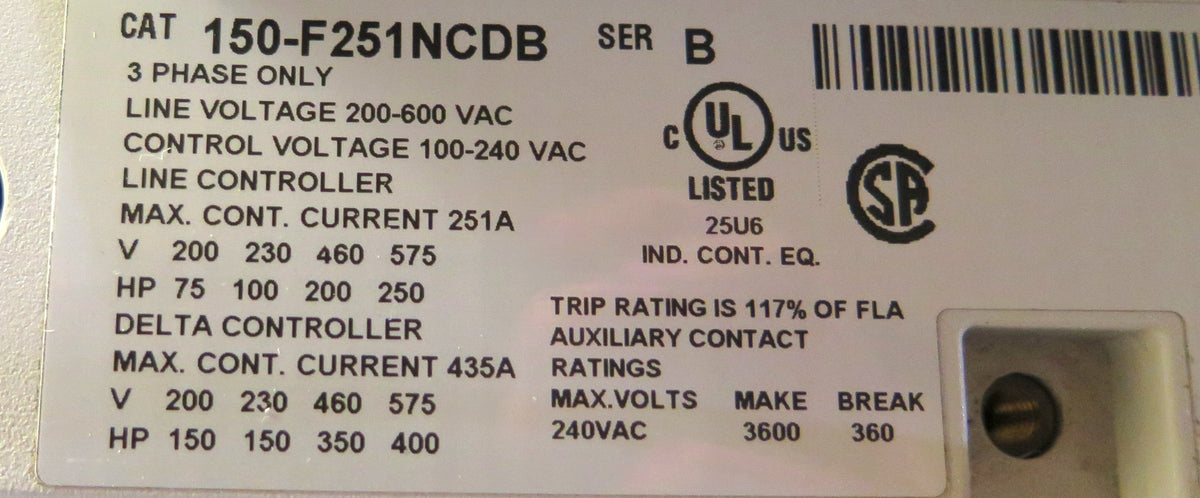 CAT 150-F251NCDB SER B
3 PHASE ONLY
LINE VOLTAGE 200-600 VAC
CONTROL VOLTAGE 100-240 VAC
LINE CONTROLLER
MAX. CONT. CURRENT 251A
V 200 230 460 575
HP 75 100 200 250
DELTA CONTROLLER
MAX. CONT. CURRENT 435A
V 200 230 460 575
HP 150 150 350 400
C UL US
LISTED
25U6
IND. CONT. EQ.
SA
TRIP RATING IS 117% OF FLA
AUXILIARY CONTACT
RATINGS
MAX.VOLTS MAKE BREAK
240VAC 3600 360